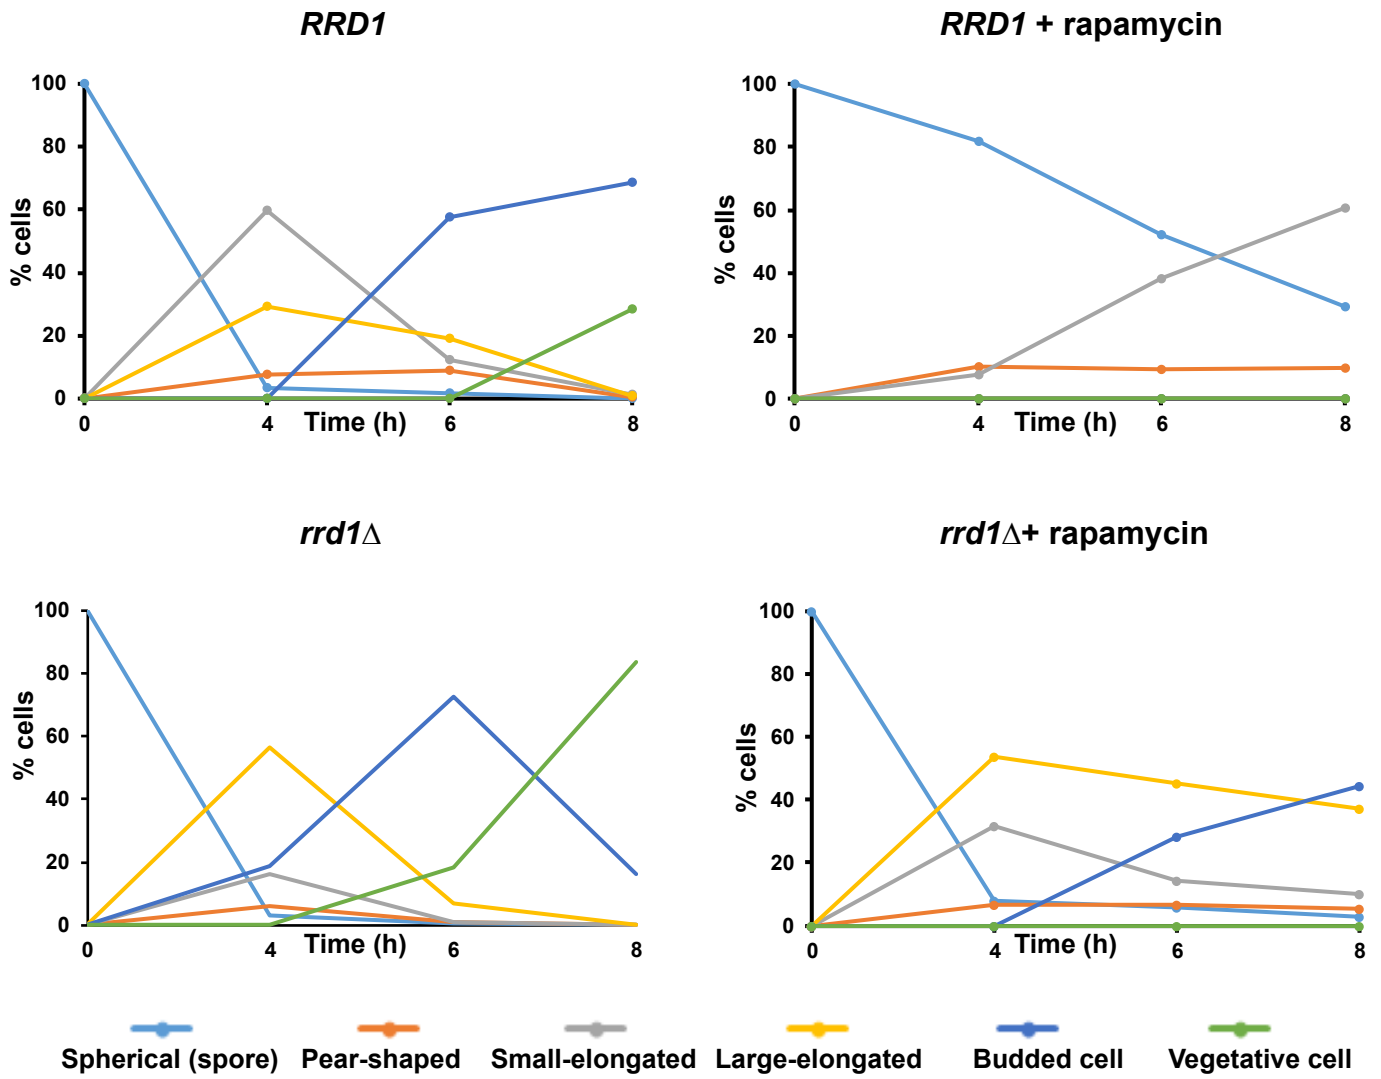 RRD1
RRD1 + rapamycin
100
80
60
40
20
0
% cells
0
4
6
8
Time (h)
100
80
60
40
20
0
% cells
0
4
6
8
Time (h)
rrd1Δ
rrd1Δ+ rapamycin
100
80
60
40
20
0
% cells
0
4
6
8
Time (h)
100
80
60
40
20
0
% cells
0
4
6
8
Time (h)
Spherical (spore)
Pear-shaped
Small-elongated
Large-elongated
Budded cell
Vegetative cell